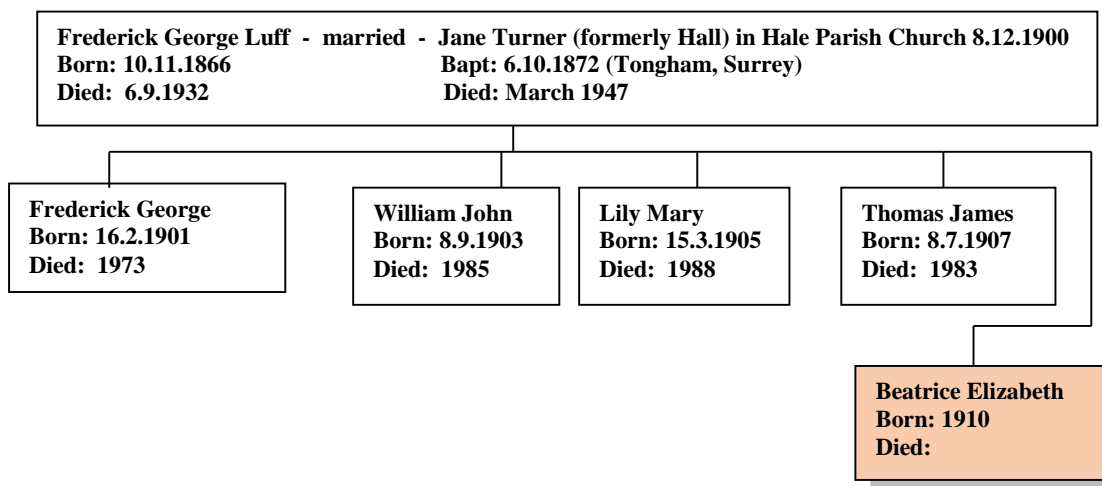 Frederick George Luff - married - Jane Turner (formerly Hall) in Hale Parish Church 8.12.1900
Born: 10.11.1866 Bapt: 6.10.1872 (Tongham, Surrey)
Died: 6.9.1932 Died: March 1947
Frederick George
Born: 16.2.1901
Died: 1973
William John
Born: 8.9.1903
Died: 1985
Lily Mary
Born: 15.3.1905
Died: 1988
Thomas James
Born: 8.7.1907
Died: 1983
Beatrice Elizabeth
Born: 1910
Died: